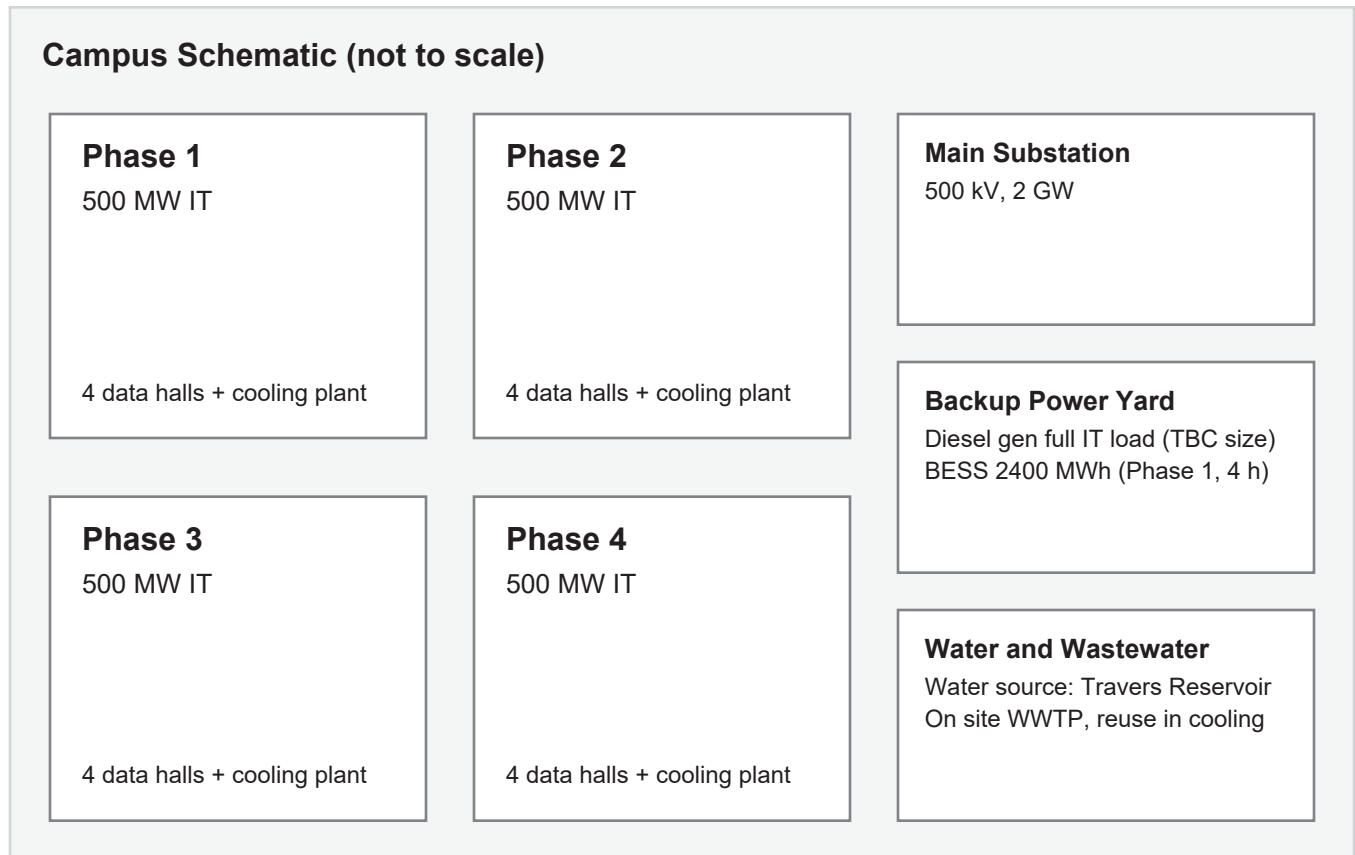 Campus Schematic (not to scale)
Phase 1
500 MW IT
4 data halls + cooling plant
Phase 2
500 MW IT
4 data halls + cooling plant
Main Substation
500 kV, 2 GW
Backup Power Yard
Diesel gen full IT load (TBC size)
BESS 2400 MWh (Phase 1, 4 h)
Phase 3
500 MW IT
4 data halls + cooling plant
Phase 4
500 MW IT
4 data halls + cooling plant
Water and Wastewater
Water source: Travers Reservoir
On site WWTP, reuse in cooling